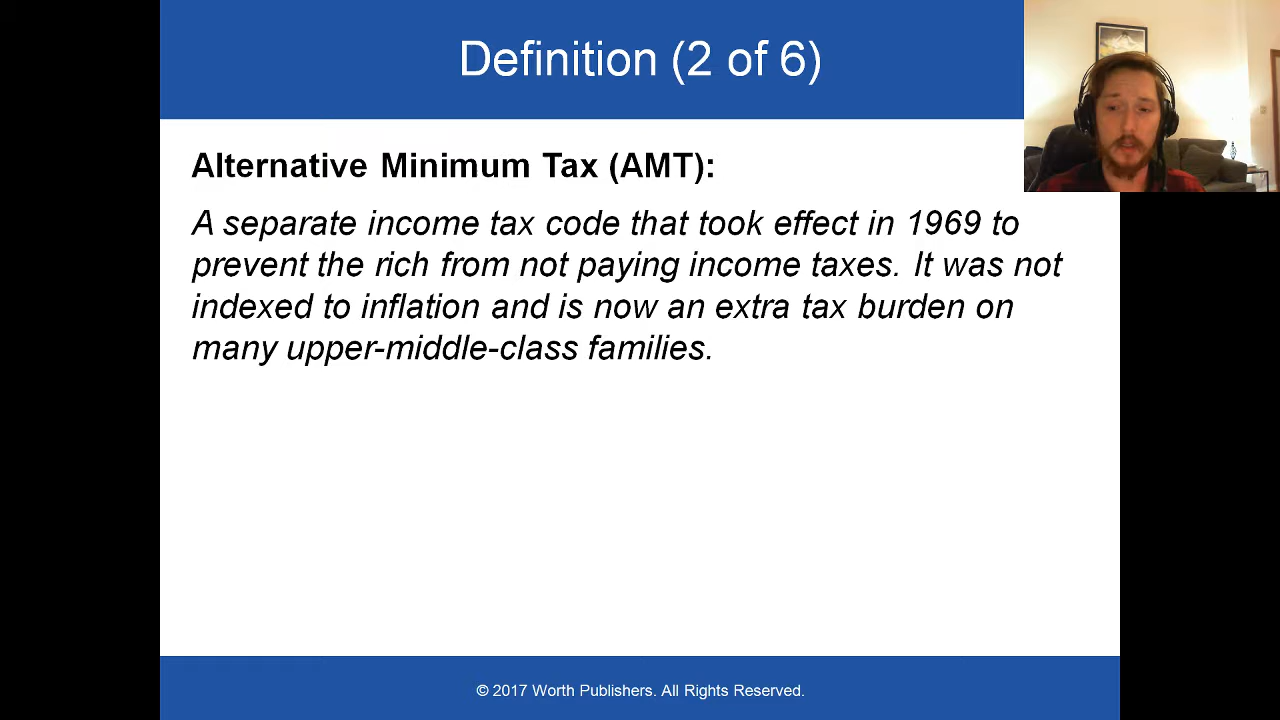 Definition (2 of 6)
Alternative Minimum Tax (AMT):
A separate income tax code that took effect in 1969 to
prevent the rich from not paying income taxes. It was not
indexed to inflation and is now an extra tax burden on
many upper-middle-class families.
© 2017 Worth Publishers. All Rights Reserved.